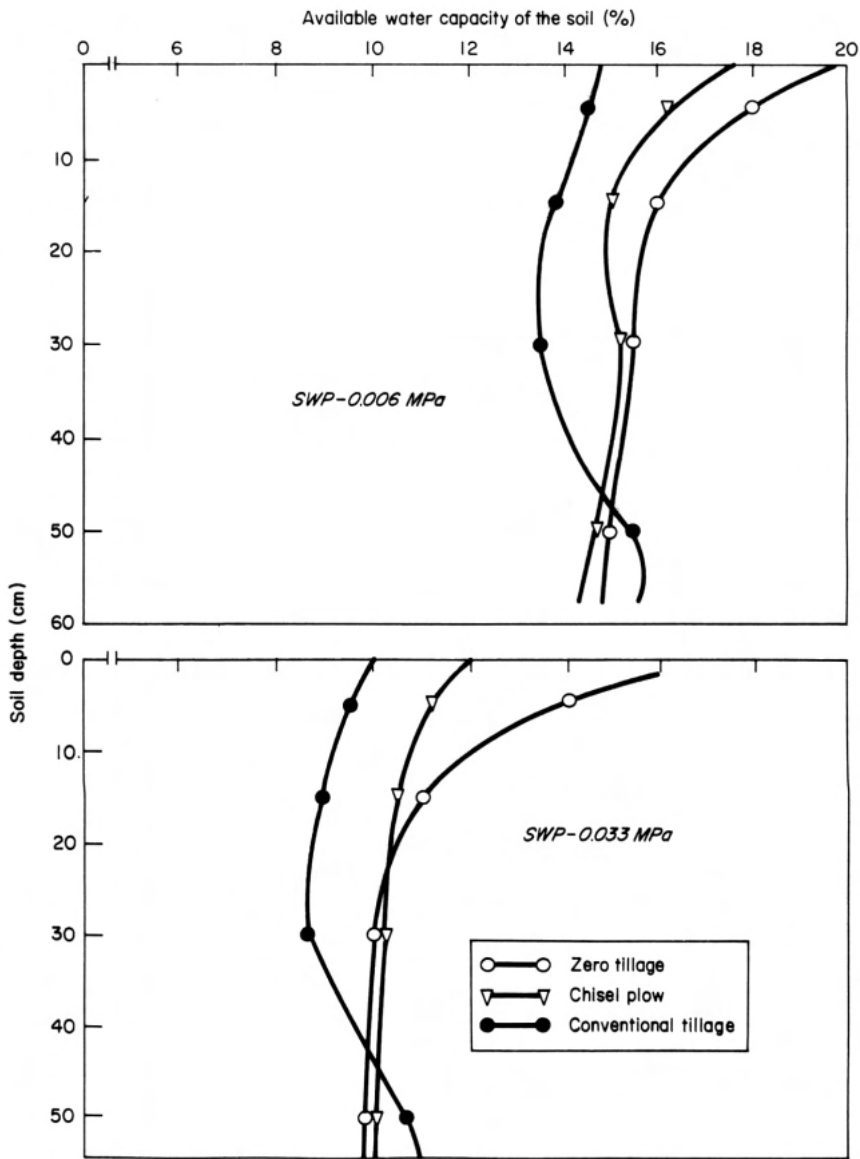 Available water capacity of the soil (%)
0 6 8 10 12 14 16 18 20
10
20
30
40
50
60
SWP-0.006 MPa
Soil depth (cm)
0
10.
20
30
40
50
SWP-0.033 MPa
Zero tillage
Chisel plow
Conventional tillage